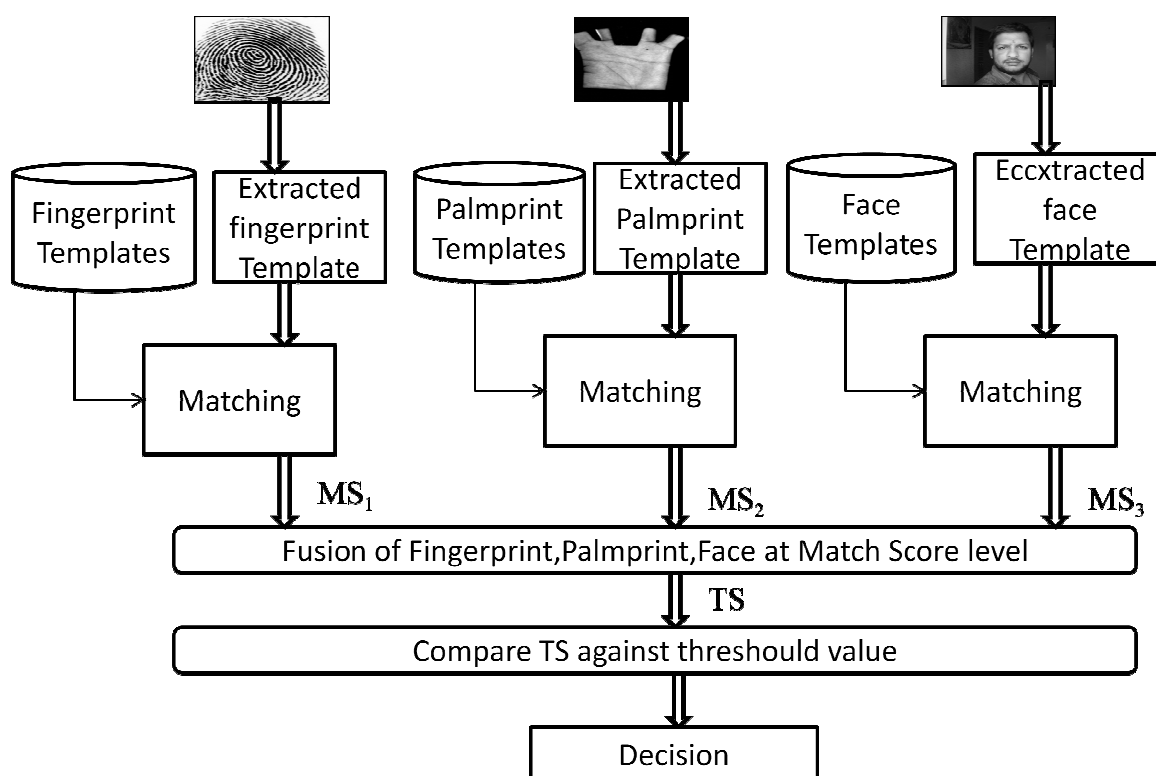 Fingerprint
Templates
Extracted
fingerprint
Template
Palmprint
Templates
Extracted
Palmprint
Template
Face
Templates
Eccxtracted
face
Template
Matching
Matching
Matching
MS₁
MS₂
MS₃
Fusion of Fingerprint,Palmprint,Face at Match Score level
TS
Compare TS against threshould value
Decision